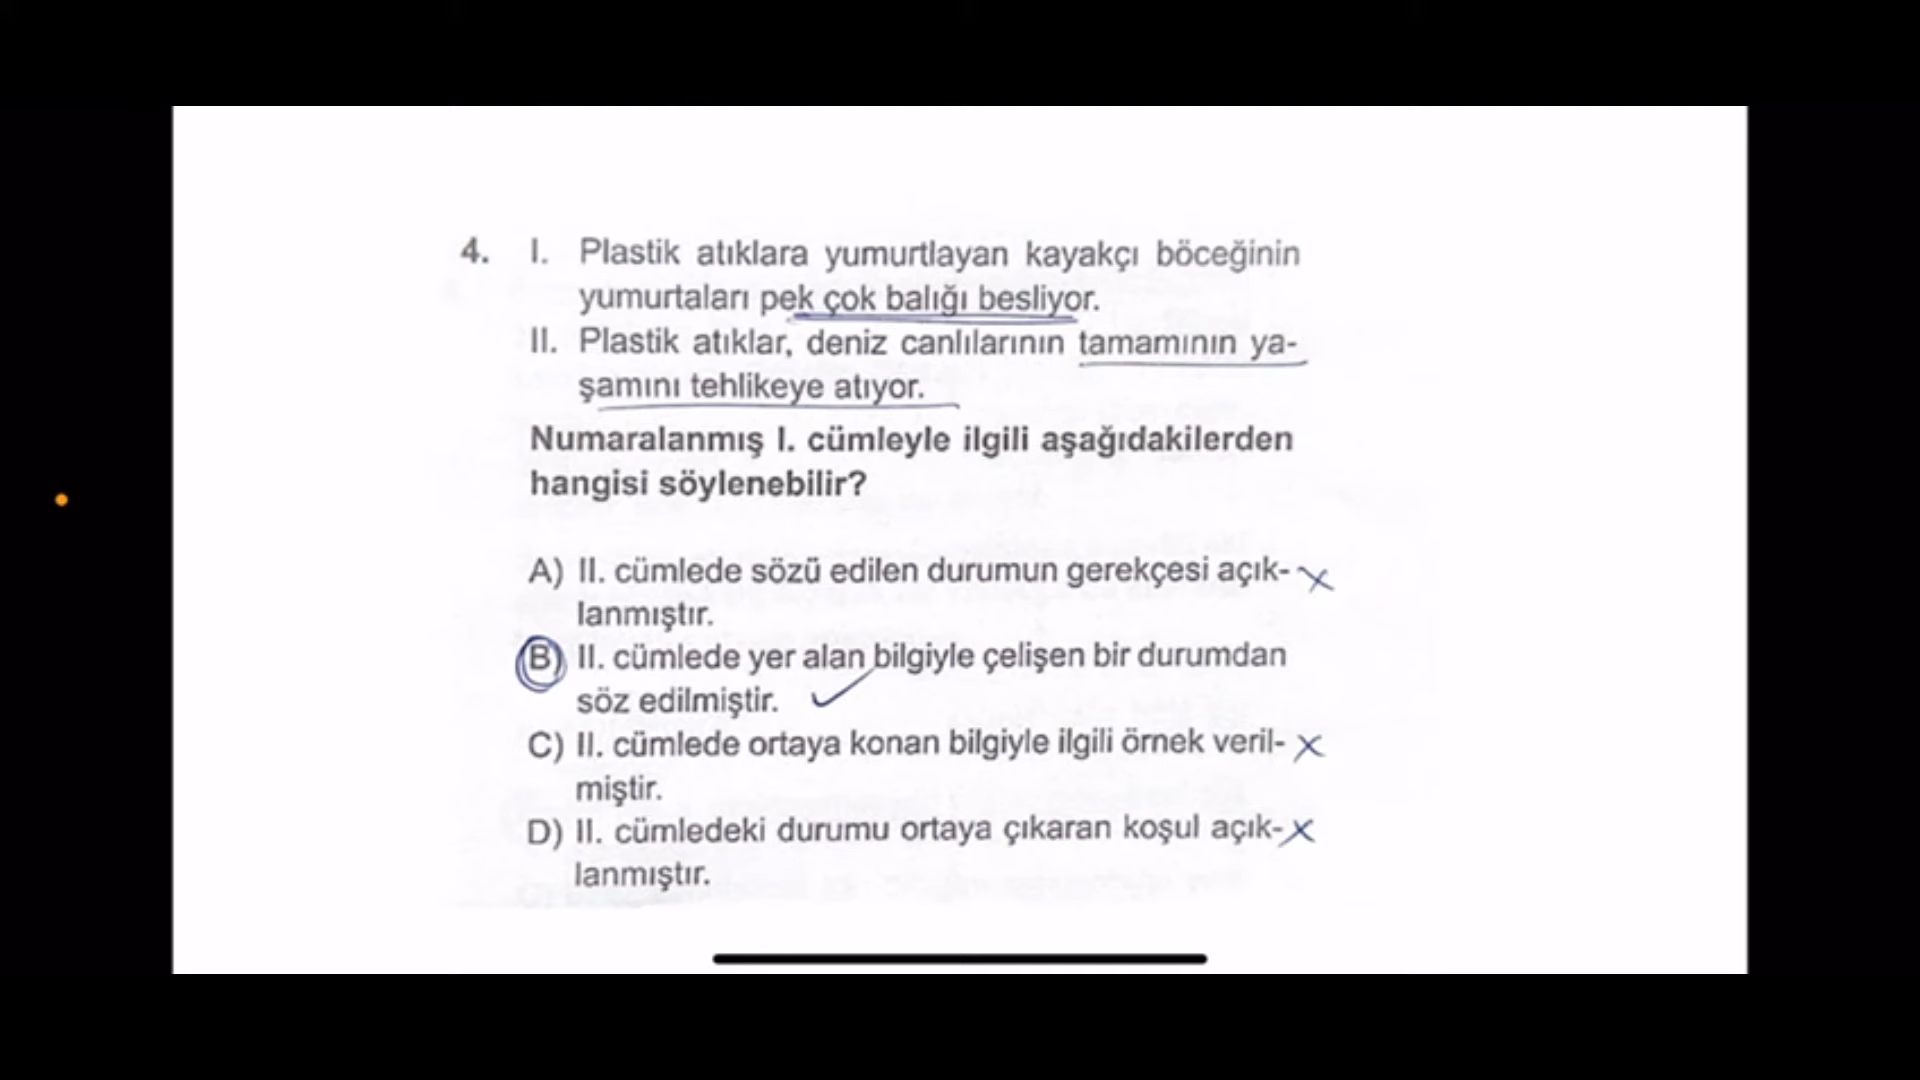 4. I. Plastik atıklara yumurtlayan kayakçı böceğinin
yumurtaları pek çok balığı besliyor.
II. Plastik atıklar, deniz canlılarının tamamının ya-
şamını tehlikeye atıyor.
Numaralanmış I. cümleyle ilgili aşağıdakilerden
hangisi söylenebilir?
A) II. cümlede sözü edilen durumun gerekçesi açık-
lanmıştır.
B) II. cümlede yer alan bilgiyle çelişen bir durumdan
söz edilmiştir.
C) II. cümlede ortaya konan bilgiyle ilgili örnek veril-
miştir.
D) II. cümledeki durumu ortaya çıkaran koşul açık-
lanmıştır.